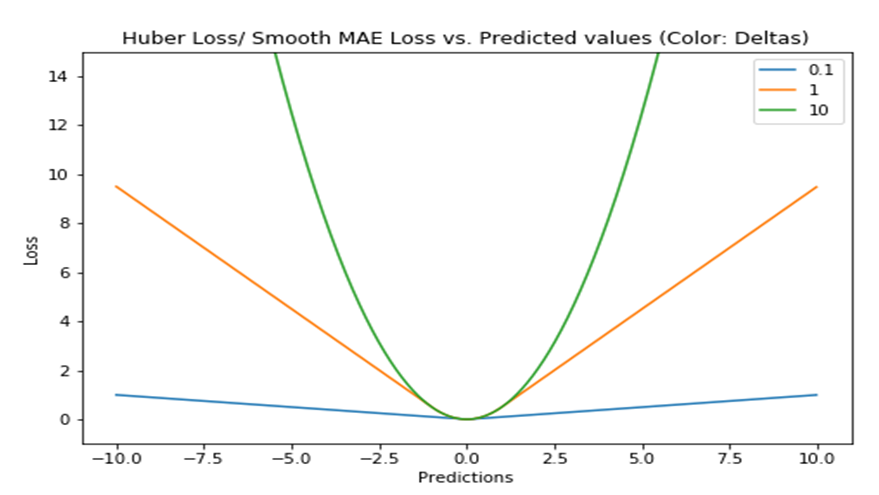 Huber Loss/ Smooth MAE Loss vs. Predicted values (Color: Deltas)
0.1
1
10
14
12
10
8
6
4
2
0
Loss
−10.0 −7.5 −5.0 −2.5 0.0 2.5 5.0 7.5 10.0
Predictions